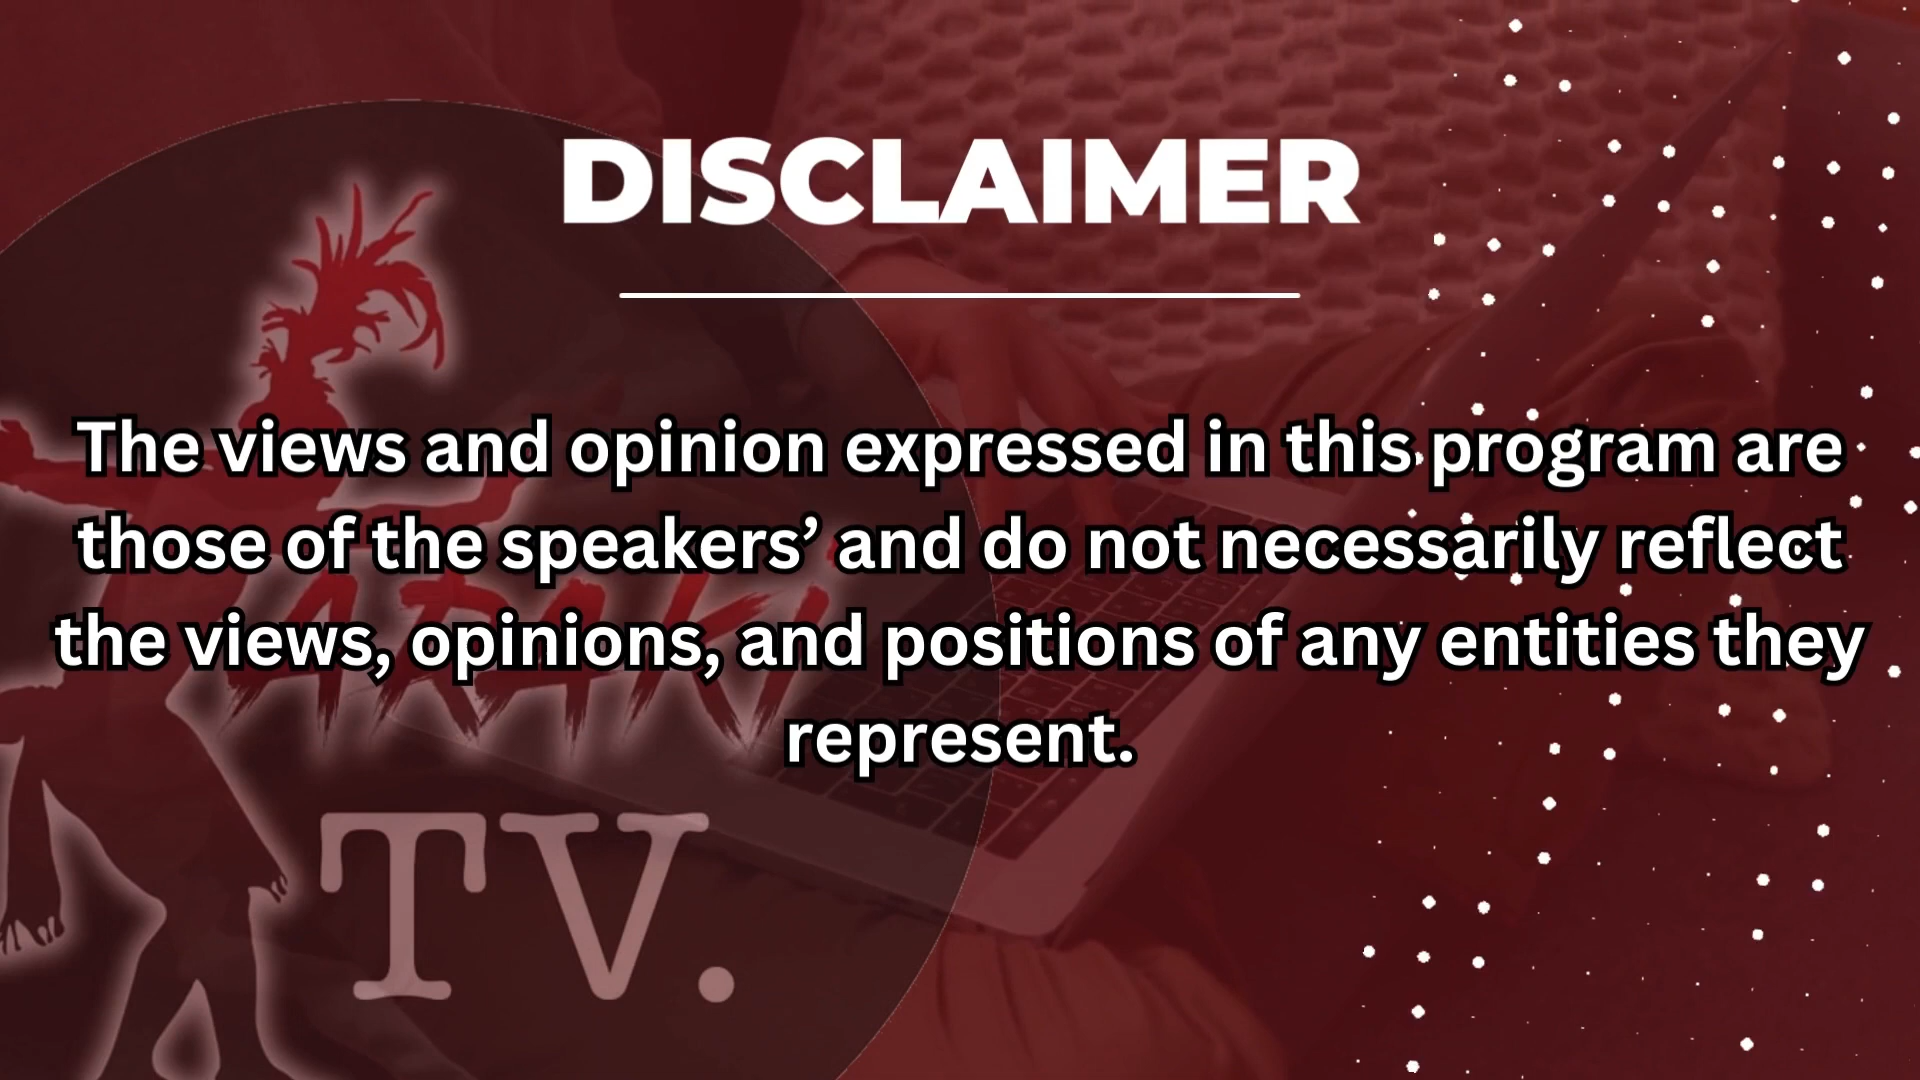 DISCLAIMER
The views and opinion expressed in this program are
those of the speakers’ and do not necessarily reflect
the views, opinions, and positions of any entities they
represent.
ARAKI
TV.